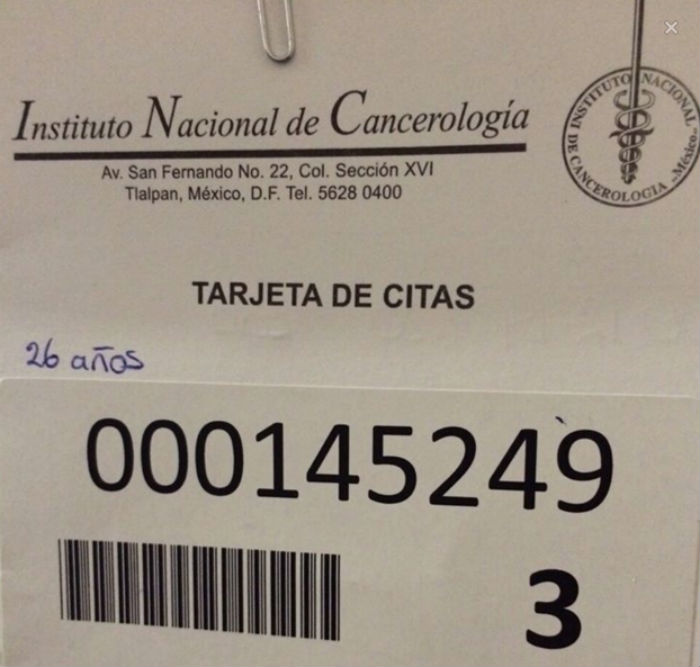 Instituto Nacional de Cancerología
Av. San Fernando No. 22, Col. Sección XVI
Tlalpan, México, D.F. Tel. 5628 0400
INSTITUTO NACIONAL
DE CANCEROLOGIA
México
TARJETA DE CITAS
26 años
000145249
3